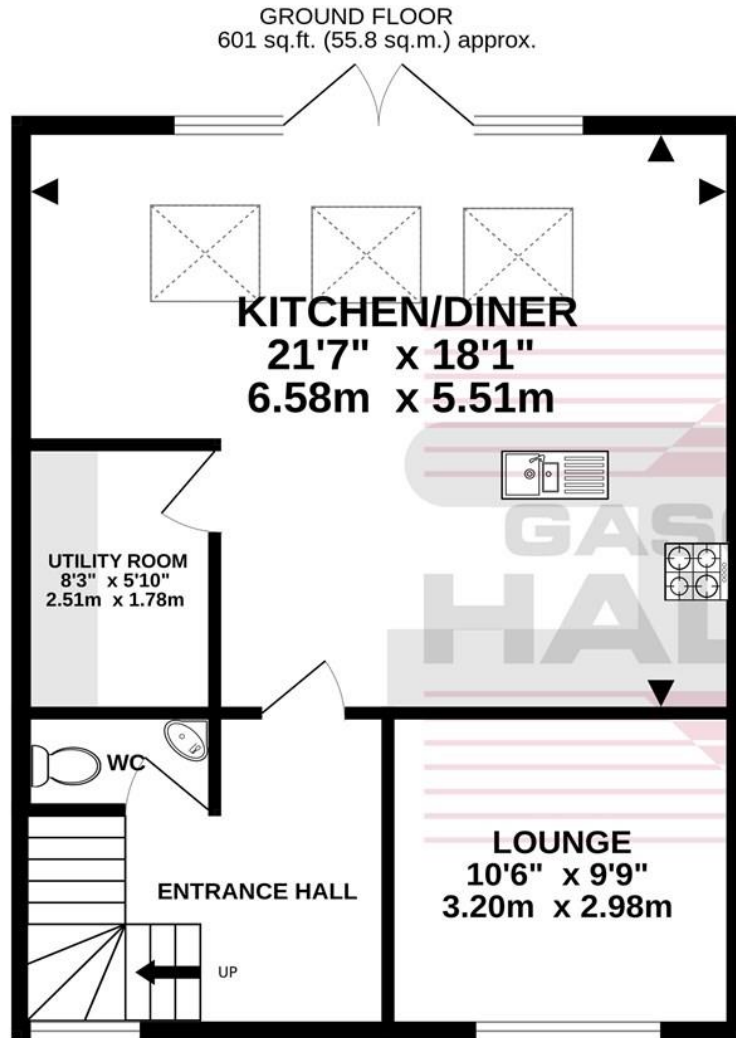 GROUND FLOOR
601 sq.ft. (55.8 sq.m.) approx.
KITCHEN/DINER
21'7" x 18'1"
6.58m x 5.51m
UTILITY ROOM
8'3" x 5'10"
2.51m x 1.78m
WC
ENTRANCE HALL
UP
LOUNGE
10'6" x 9'9"
3.20m x 2.98m